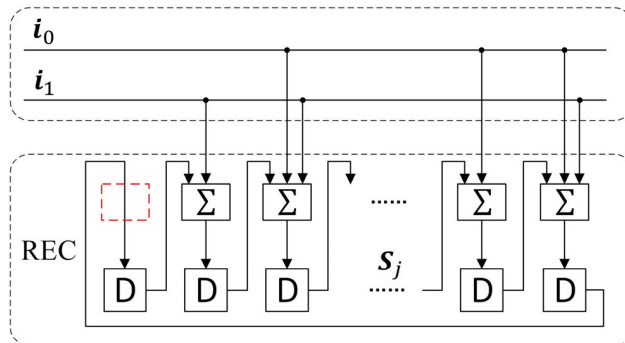 i₀
i₁
Σ Σ ...... Σ Σ
REC
Sⱼ
D D D ...... D D